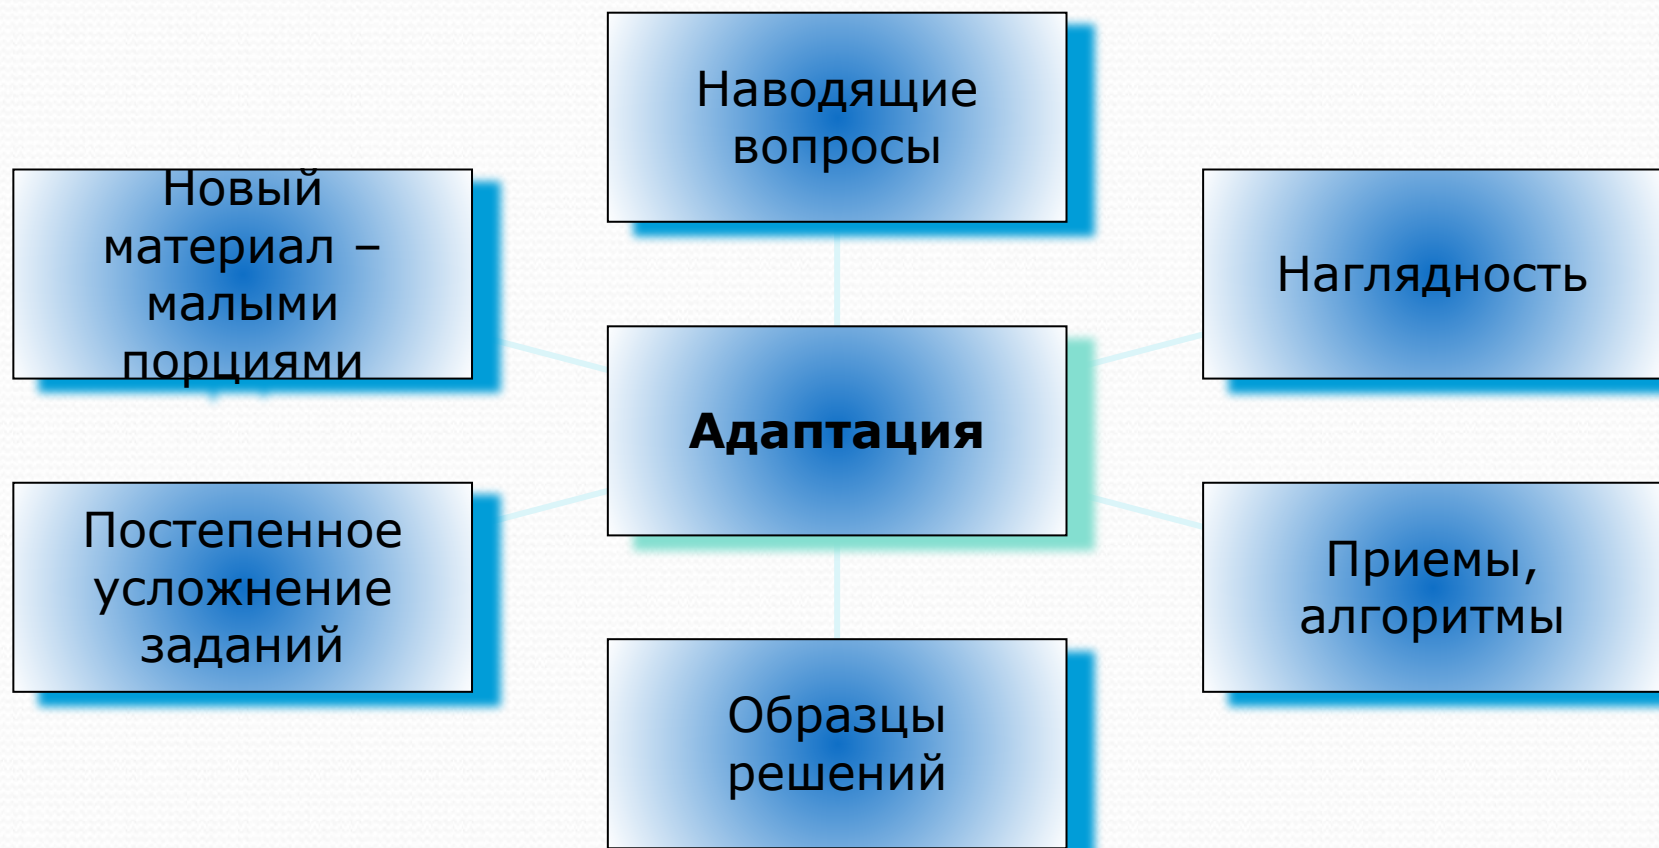 Наводящие
вопросы
Новый
материал –
малыми
порциями
Наглядность
Адаптация
Постепенное
усложнение
заданий
Приемы,
алгоритмы
Образцы
решений